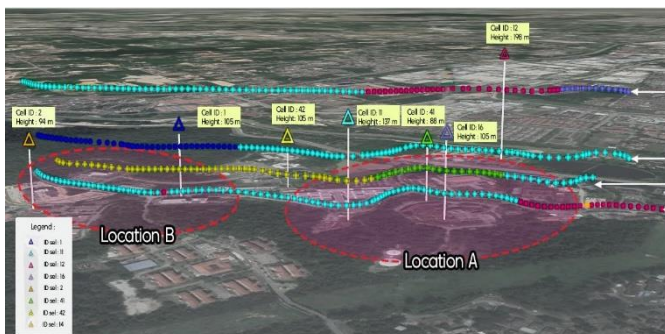 Cell ID : 12
Height : 198 m
Cell ID : 2
Height : 94 m
Cell ID : 1
Height : 105 m
Cell ID : 42
Height : 105 m
Cell ID : 11
Height : 137 m
Cell ID : 41
Height : 88 m
Cell ID : 16
Height : 105 m
Location B
Location A
Legend :
ID sel : 1
ID sel : 11
ID sel : 12
ID sel : 16
ID sel : 2
ID sel : 41
ID sel : 42
ID sel : 14